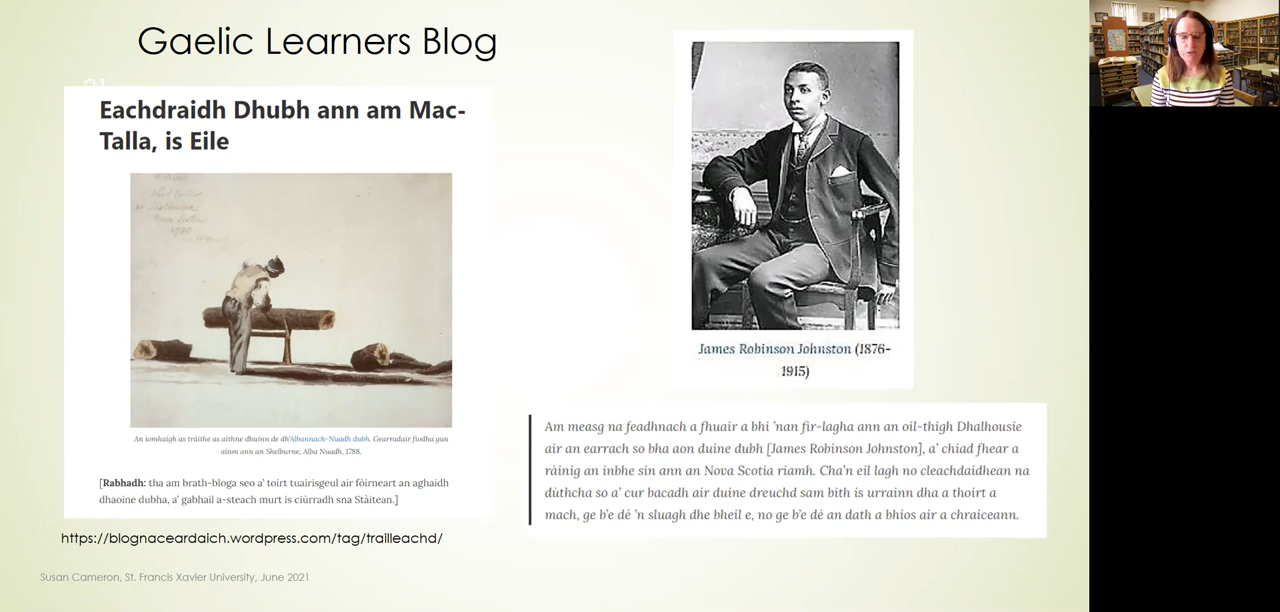 Gaelic Learners Blog
21
Eachdraidh Dhubh ann am Mac-
Talla, is Eile
1788
An iomhaigh as tràithe as aithne dhuinn de dh'Albannach-Nuadh dubh. Gearradair fiodha gun
ainm ann an Shelburne, Alba Nuadh, 1788.
[Rabhadh: tha am brath-bloga seo a' toirt tuairisgeul air fòirneart an aghaidh
dhaoine dubha, a' gabhail a-steach murt is ciùrradh sna Stàitean.]
https://blognaceardaich.wordpress.com/tag/trailleachd/
James Robinson Johnston (1876-
1915)
Am measg na feadhnach a fhuair a bhi 'nan fir-lagha ann an oil-thigh Dhalhousie
air an earrach so bha aon duine dubh [James Robinson Johnston], a' chiad fhear a
ràinig an inbhe sin ann an Nova Scotia riamh. Cha'n eil lagh no cleachdaidhean na
dùthcha so a' cur bacadh air duine dreuchd sam bith is urrainn dha a thoirt a
mach, ge b'e dé 'n sluagh dhe bheil e, no ge b'e dé an dath a bhios air a chraiceann.
Susan Cameron, St. Francis Xavier University, June 2021